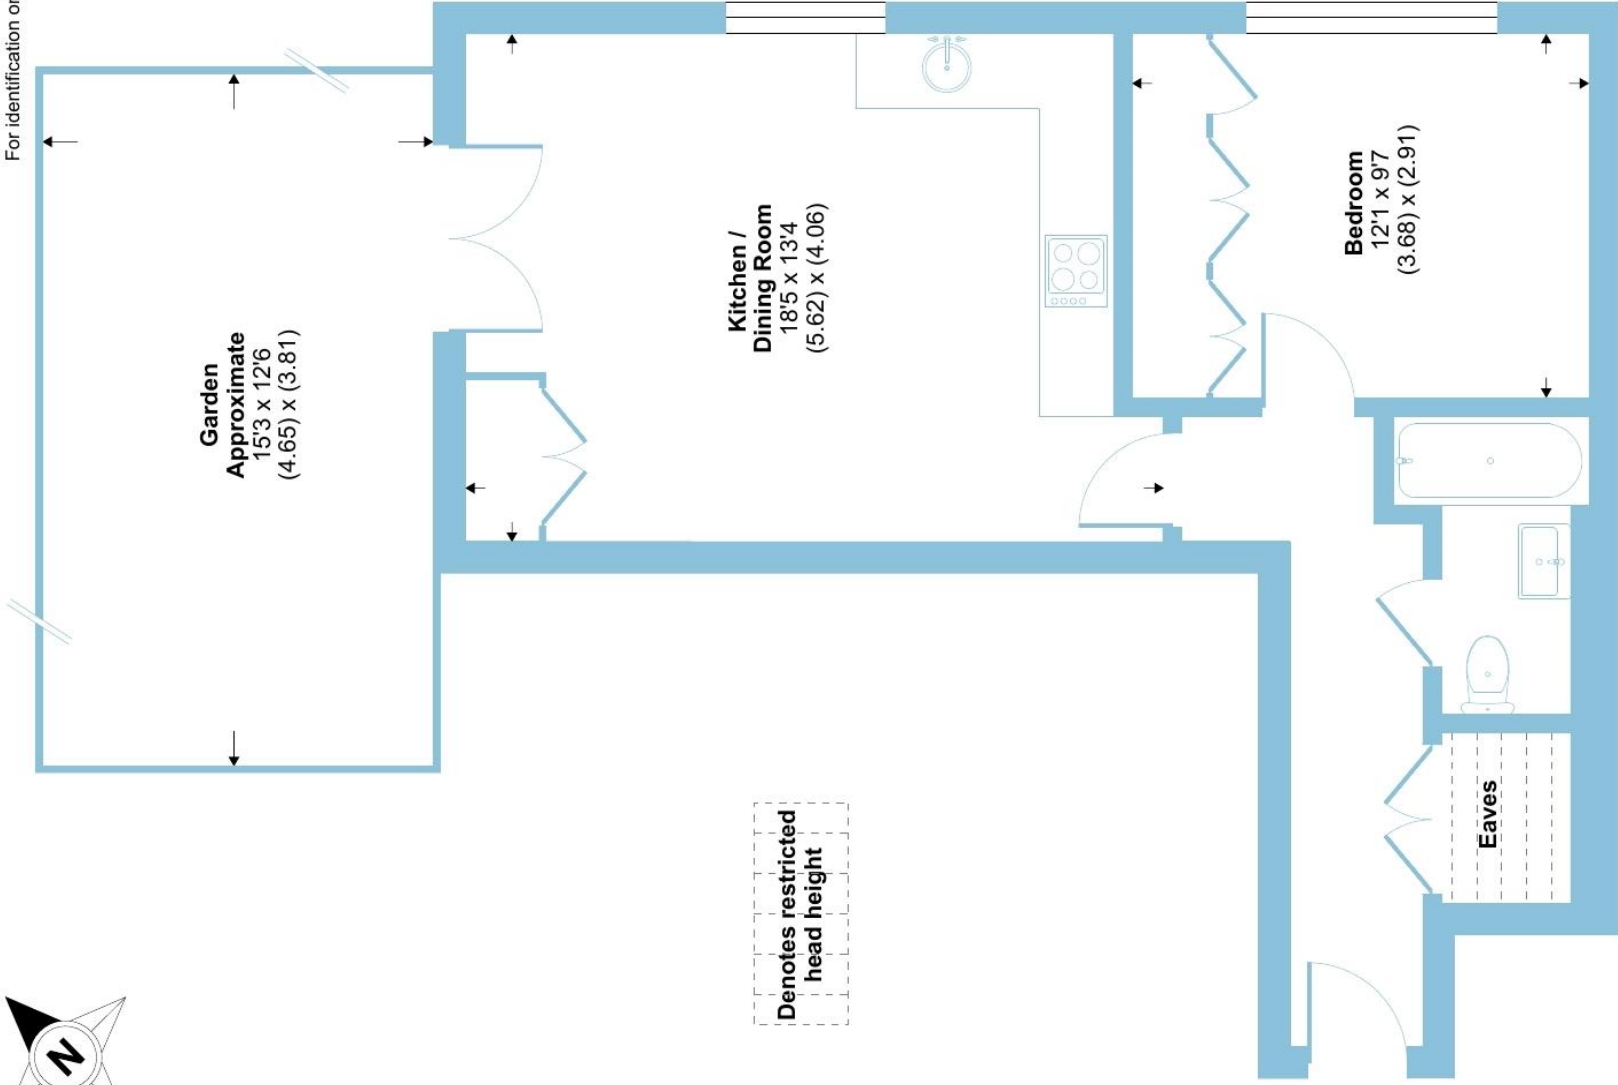 For identification o
Garden
Approximate
15'3 x 12'6
(4.65) x (3.81)
Kitchen /
Dining Room
18'5 x 13'4
(5.62) x (4.06)
Bedroom
12'1 x 9'7
(3.68) x (2.91)
Eaves
Denotes restricted
head height
N